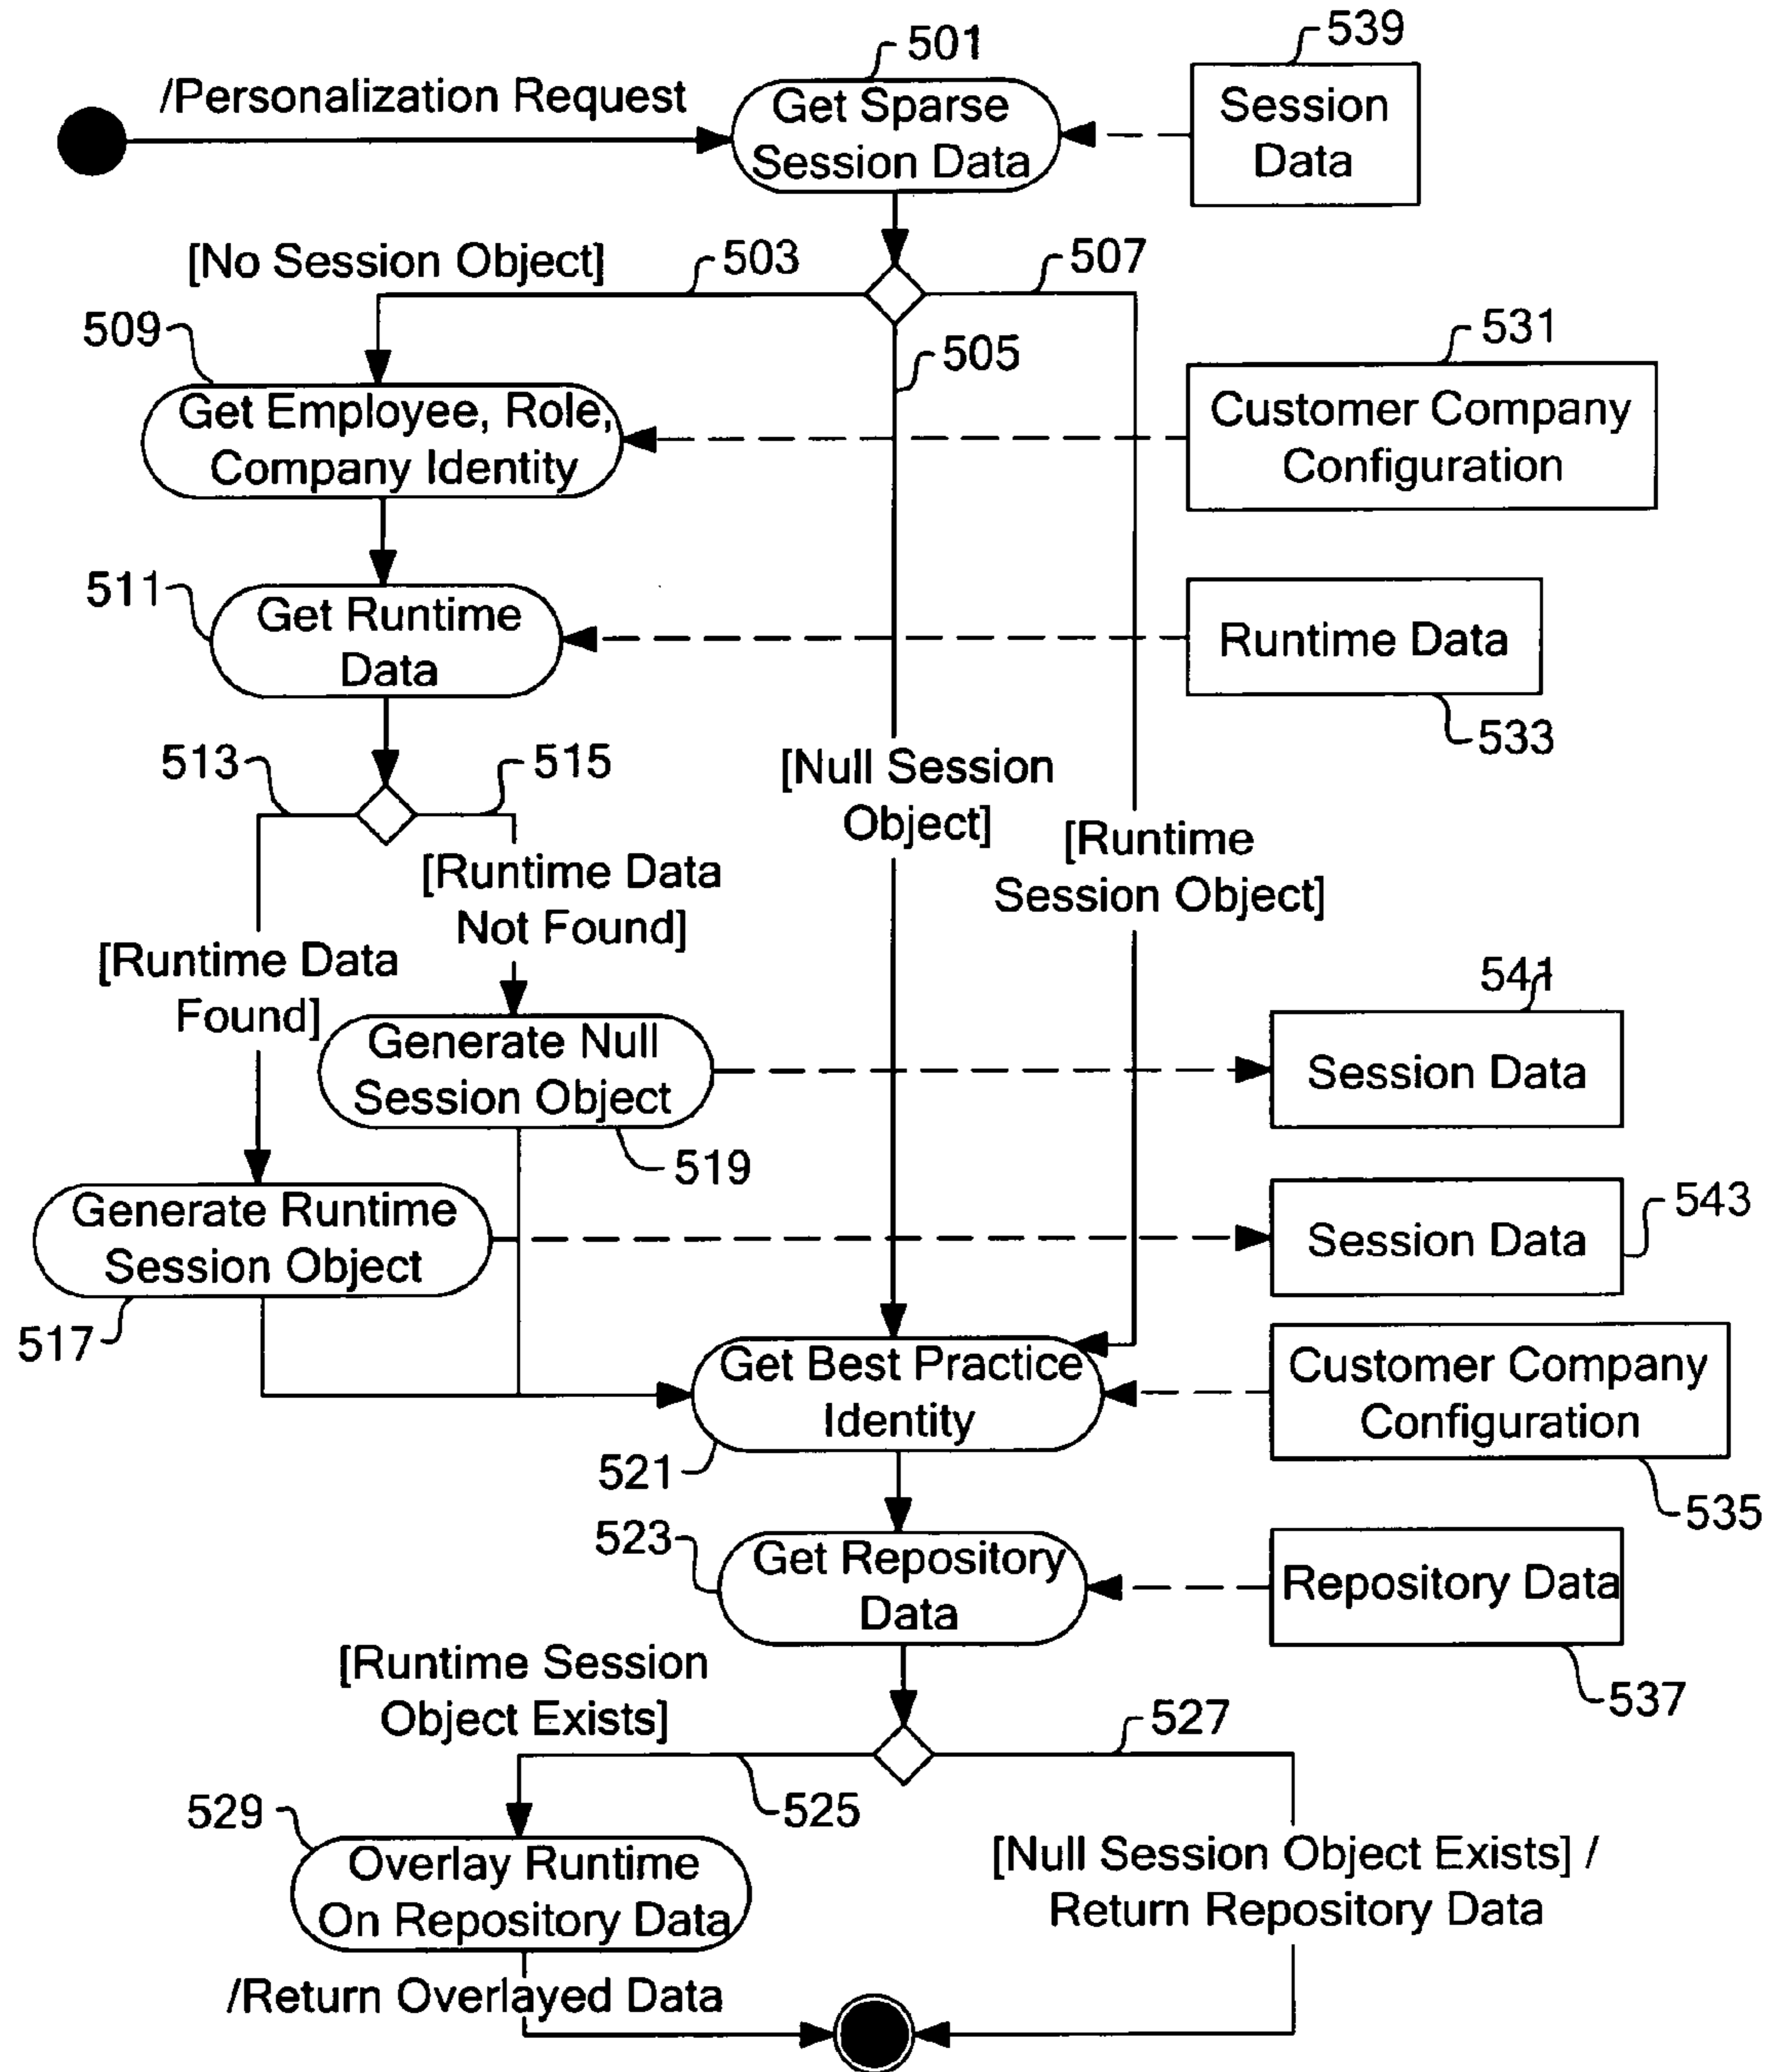 501
539
/Personalization Request
Get Sparse
Session Data
Session
Data
[No Session Object]
503
507
509
505
531
Get Employee, Role,
Company Identity
Customer Company
Configuration
511
Get Runtime
Data
Runtime Data
533
513
515
[Null Session
Object]
[Runtime
Session Object]
[Runtime Data
Not Found]
[Runtime Data
Found]
541
Generate Null
Session Object
Session Data
519
Generate Runtime
Session Object
Session Data
543
517
Get Best Practice
Identity
Customer Company
Configuration
521
535
523
Get Repository
Data
Repository Data
537
[Runtime Session
Object Exists]
527
525
529
Overlay Runtime
On Repository Data
[Null Session Object Exists] /
Return Repository Data
/Return Overlayed Data